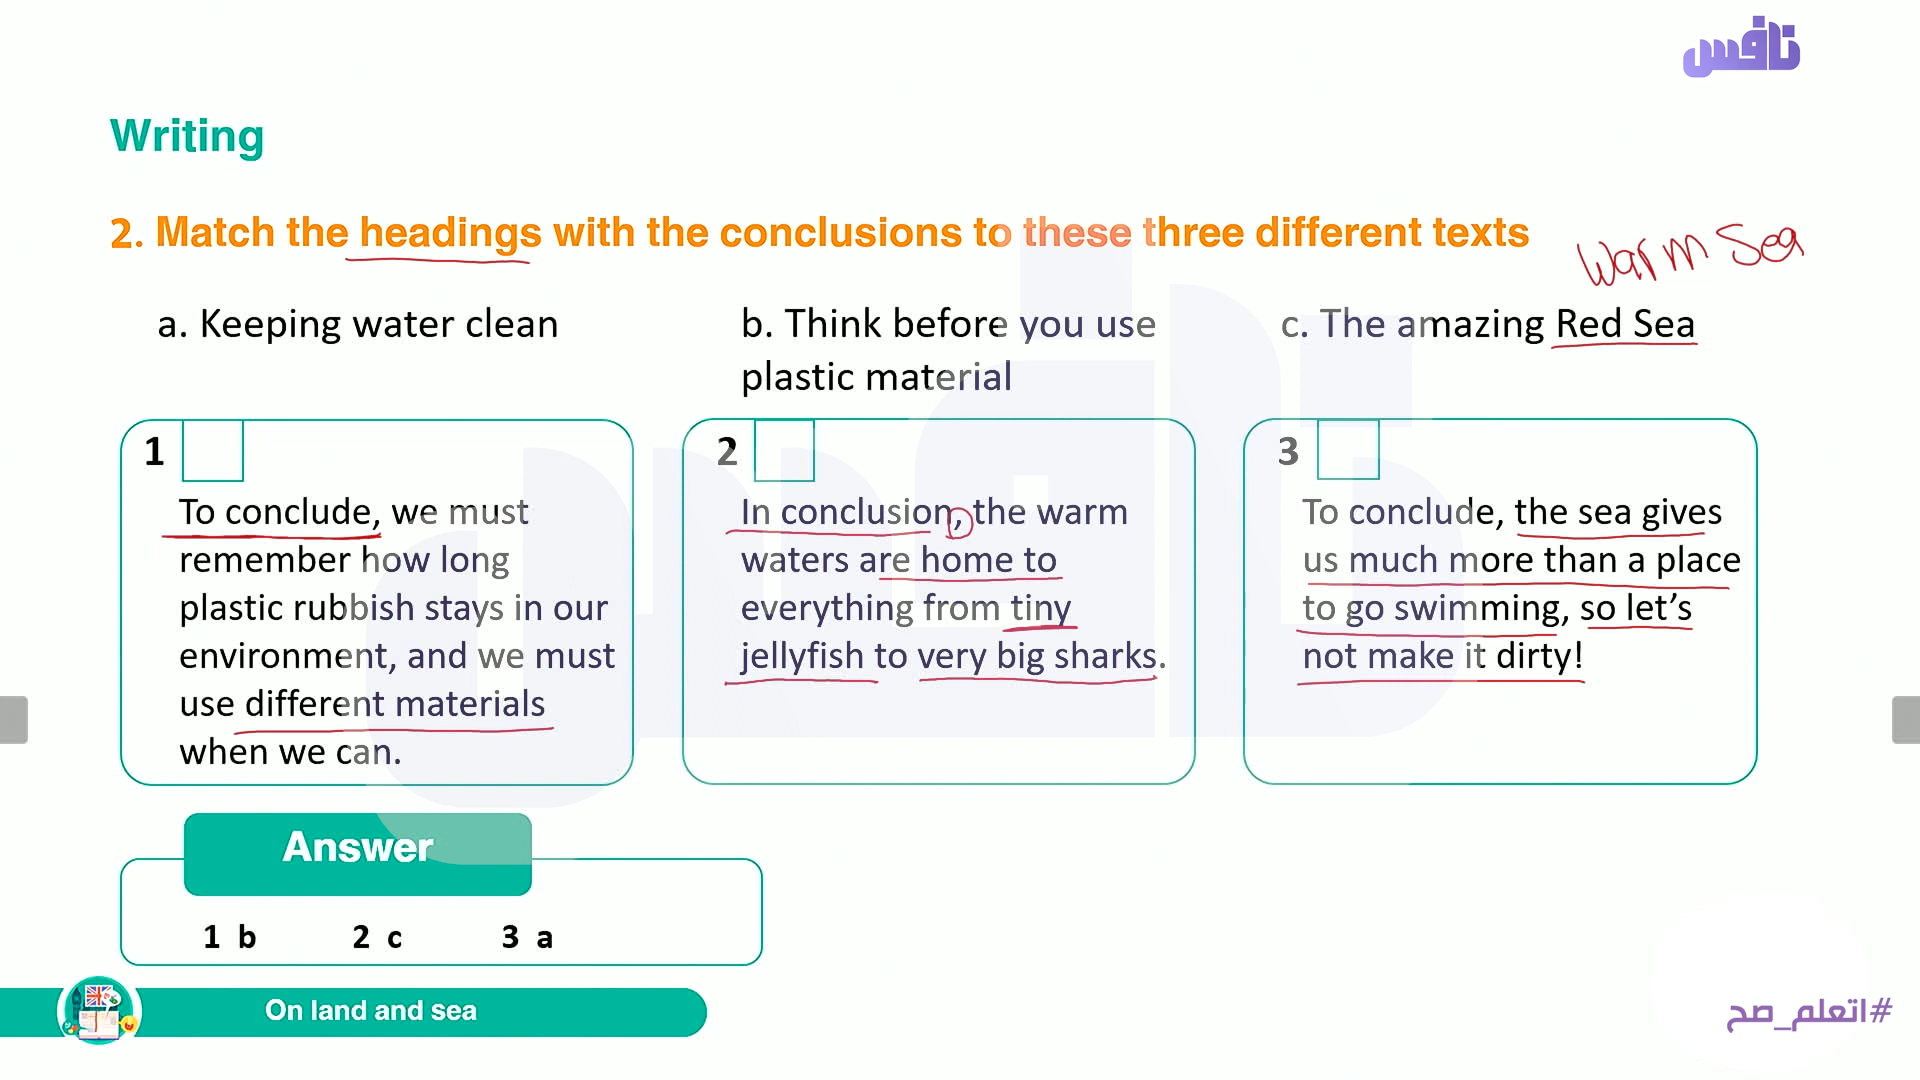 نافس
Writing
2. Match the headings with the conclusions to these three different texts
warm Sea
a. Keeping water clean
b. Think before you use
plastic material
c. The amazing Red Sea
1
To conclude, we must
remember how long
plastic rubbish stays in our
environment, and we must
use different materials
when we can.
2
In conclusion, the warm
waters are home to
everything from tiny
jellyfish to very big sharks.
3
To conclude, the sea gives
us much more than a place
to go swimming, so let’s
not make it dirty!
Answer
1 b 2 c 3 a
On land and sea
#اتعلم_صح